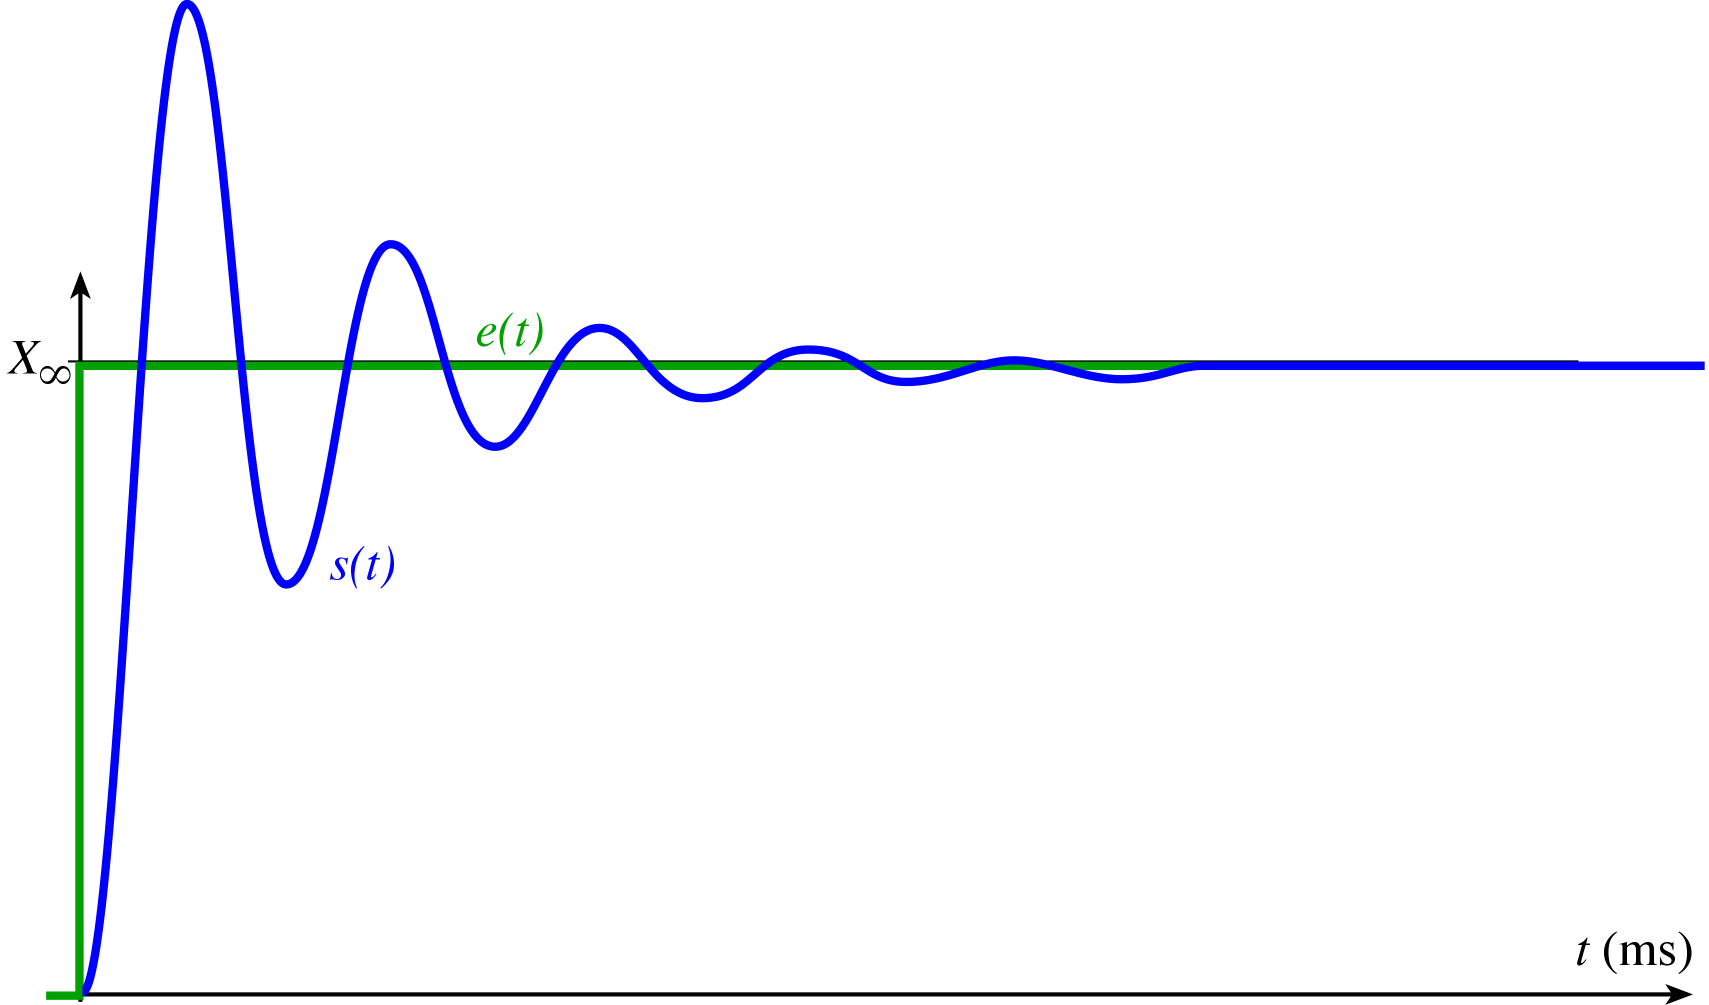 e(t)
X∞
s(t)
t (ms)